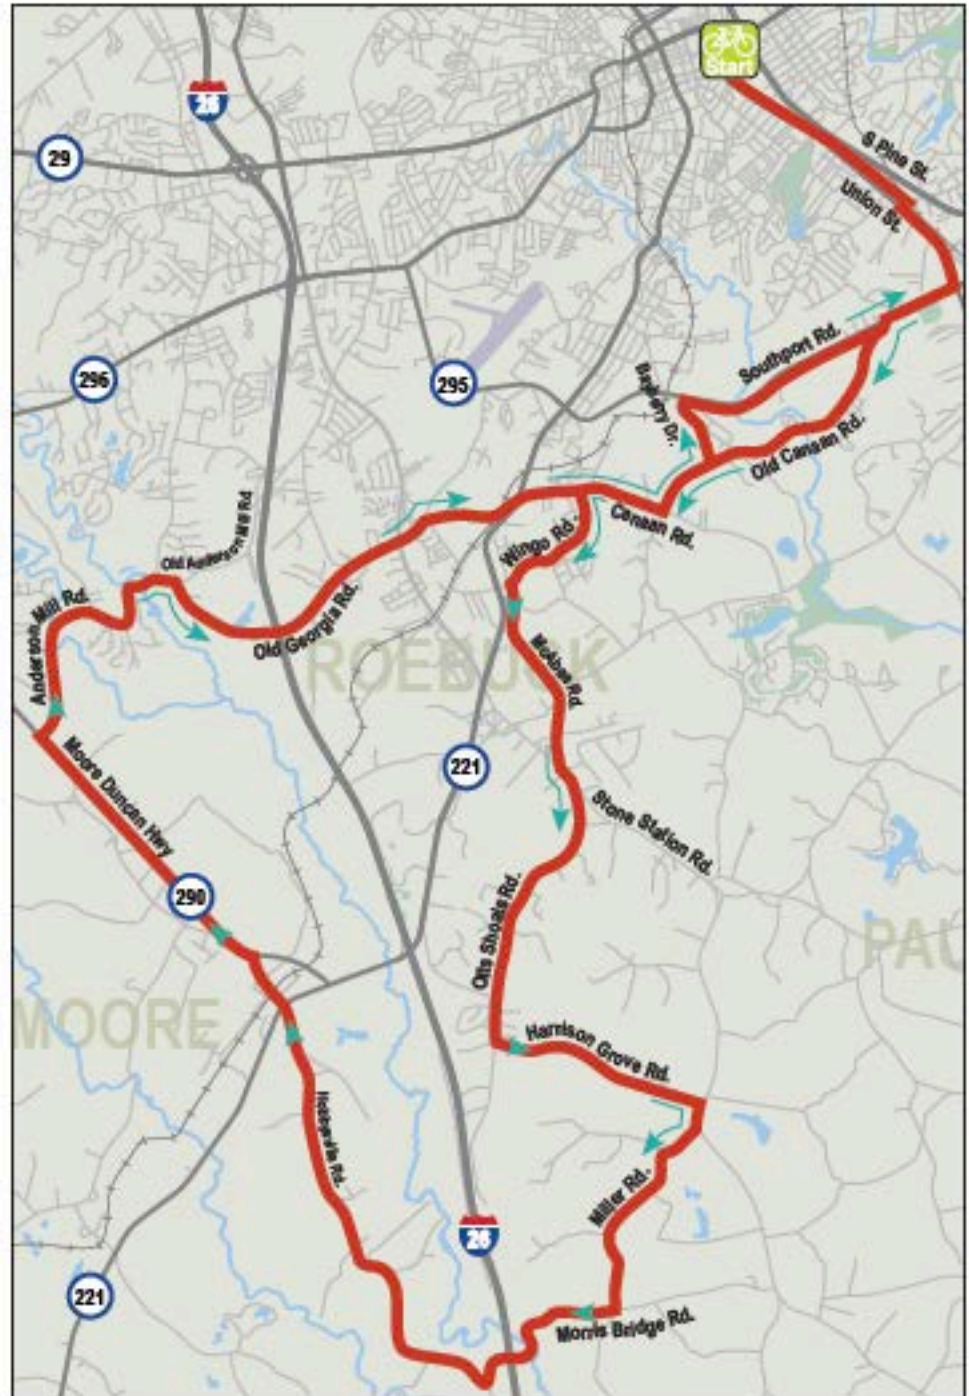 Start
26
29
S Pine St.
Union St.
296
295
Southport Rd.
Old Canaan Rd.
Canaan Rd.
Wingo Rd.
Old Anderson Mill Rd
Anderson Mill Rd.
Old Georgia Rd.
ROEBUCK
221
Moore Duncan Hwy
Stone Station Rd.
290
Otts Shoals Rd.
PAU
MOORE
Harrison Grove Rd.
Miller Rd.
26
221
Morris Bridge Rd.